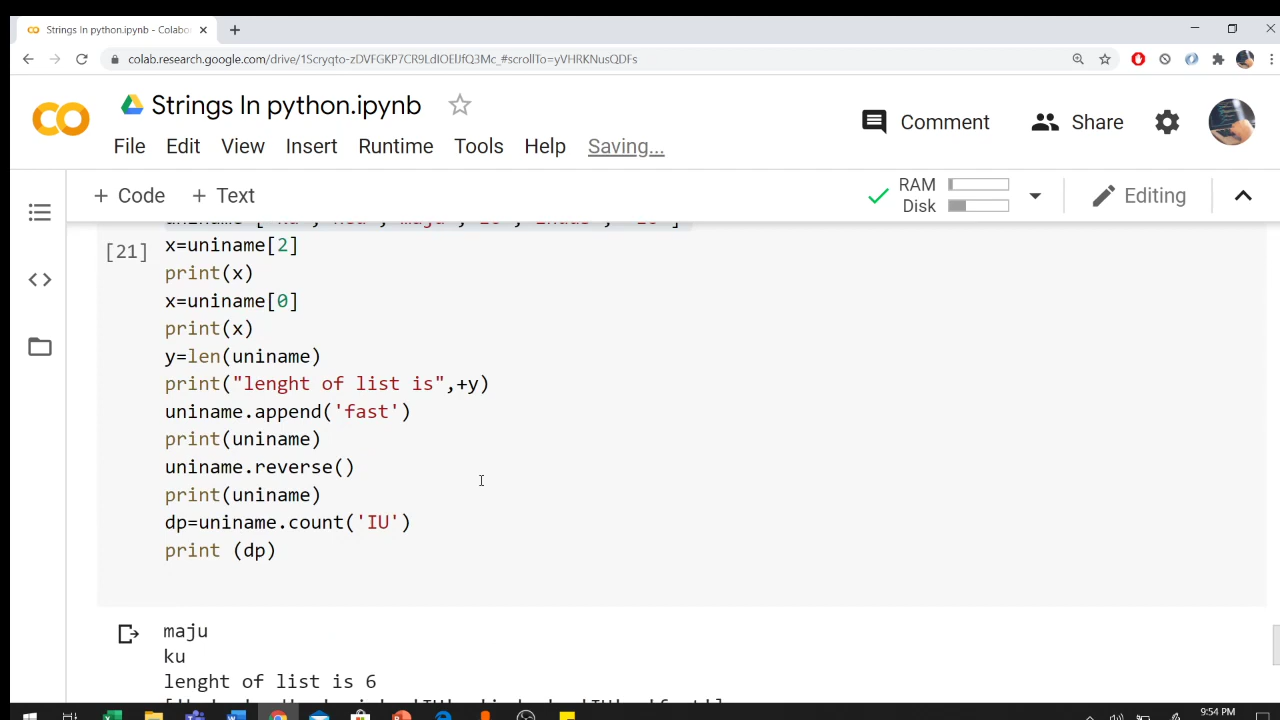 Strings In python.ipynb - Colabo
colab.research.google.com/drive/1Scryqto-zDVFGKP7CR9LdtQElJfQ3Mc_#scrollTo=yVHRKNusQDFs
Strings In python.ipynb
Comment
Share
File Edit View Insert Runtime Tools Help Saving...
+ Code + Text
RAM
Disk
Editing
[21]
x=uniname[2]
print(x)
x=uniname[0]
print(x)
y=len(uniname)
print("lenght of list is",+y)
uniname.append('fast')
print(uniname)
uniname.reverse()
print(uniname)
dp=uniname.count('IU')
print (dp)
maju
ku
lenght of list is 6
9:54 PM